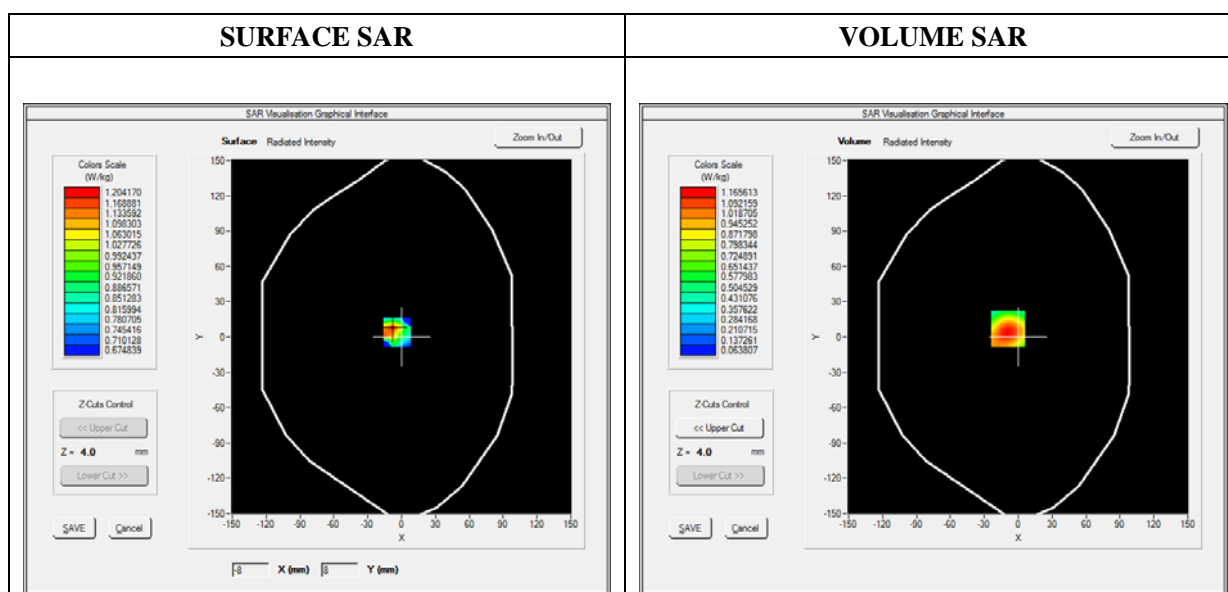 SURFACE SAR
VOLUME SAR
SAR Visualisation Graphical Interface
Surface Radiated Intensity
Zoom In/Out
Colors Scale
(W/kg)
1.204170
1.168881
1.133592
1.098303
1.063015
1.027726
0.992437
0.957149
0.921860
0.886571
0.851283
0.815994
0.780705
0.745416
0.710128
0.674839
Z-Cuts Control
<< Upper Cut
Z = 4.0 mm
Lower Cut >>
SAVE Cancel
150
120
90
60
30
0
-30
-60
-90
-120
-150
Y
-150 -120 -90 -60 -30 0 30 60 90 120 150
X
-8 X (mm) 8 Y (mm)
SAR Visualisation Graphical Interface
Volume Radiated Intensity
Zoom In/Out
Colors Scale
(W/kg)
1.165613
1.092159
1.018705
0.945252
0.871798
0.798344
0.724891
0.651437
0.577983
0.504529
0.431076
0.357622
0.284168
0.210715
0.137261
0.063807
Z-Cuts Control
<< Upper Cut
Z = 4.0 mm
Lower Cut >>
SAVE Cancel
150
120
90
60
30
0
-30
-60
-90
-120
-150
Y
-150 -120 -90 -60 -30 0 30 60 90 120 150
X